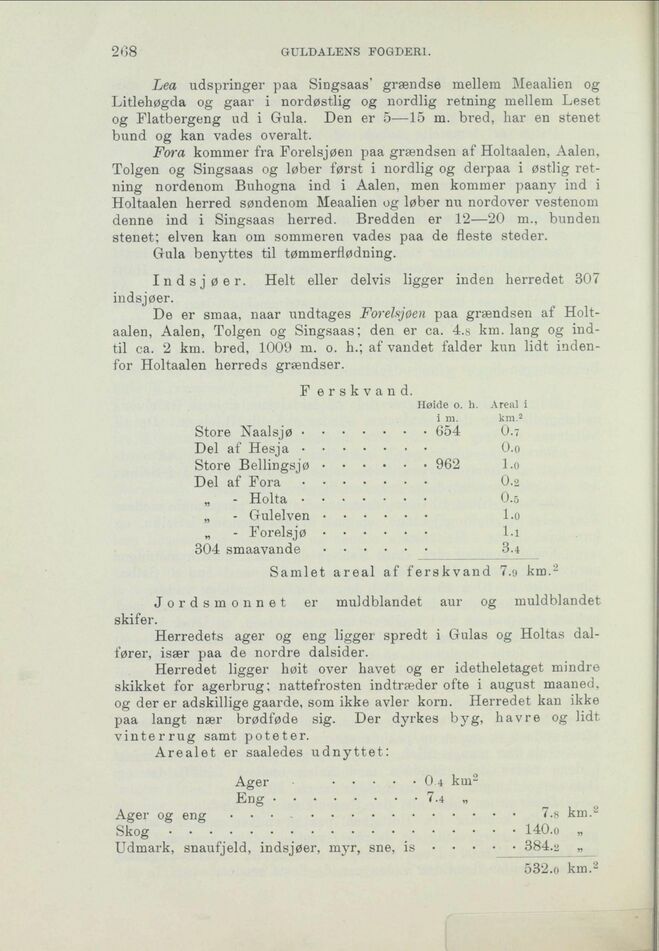 268
GULDALENS FOGDERI.
Lea udspringer paa Singsaas' grændse mellem Meaalien og
Litlehøgda og gaar i nordøstlig og nordlig retning mellem Leset
og Flatbergeng ud i Gula. Den er 5—15 m. bred, har en stenet
bund og kan vades overalt.
Fora kommer fra Forelsjøen paa grændsen af Holtaalen, Aalen,
Tolgen og Singsaas og løber først i nordlig og derpaa i østlig ret-
ning nordenom Buhogna ind i Aalen, men kommer paany ind i
Holtaalen herred søndenom Meaalien og løber nu nordover vestenom
denne ind i Singsaas herred. Bredden er 12—20 m., bunden
stenet; elven kan om sommeren vades paa de fleste steder.
Gula benyttes til tømmerflødning.
Indsjøer. Helt eller delvis ligger inden herredet 307
indsjøer.
De er smaa, naar undtages Forelsjøen paa grændsen af Holt-
aalen, Aalen, Tolgen og Singsaas; den er ca. 4.8 km. lang og ind-
til ca. 2 km. bred, 1009 m. o. h.; af vandet falder kun lidt inden-
for Holtaalen herreds grændser.
Ferskvand.
Høide o. h. Areal i
i m. km.²
Store Naalsjø . . . . . . . 654 0.7
Del af Hesja . . . . . . . 0.0
Store Bellingsjø . . . . . . 962 1.0
Del af Fora . . . . . . . 0.2
„ - Holta . . . . . . . 0.5
„ - Gulelven . . . . . . 1.0
„ - Forelsjø . . . . . . 1.1
304 smaavande . . . . . . 3.4
Samlet areal af ferskvand 7.9 km.²
Jordsmonnet er muldblandet aur og muldblandet
skifer.
Herredets ager og eng ligger spredt i Gulas og Holtas dal-
fører, især paa de nordre dalsider.
Herredet ligger høit over havet og er idetheletaget mindre
skikket for agerbrug; nattefrosten indtræder ofte i august maaned,
og der er adskillige gaarde, som ikke avler korn. Herredet kan ikke
paa langt nær brødføde sig. Der dyrkes byg, havre og lidt
vinterrug samt poteter.
Arealet er saaledes udnyttet:
Ager . . . . . . 0.4 km²
Eng . . . . . . . . 7.4 „
Ager og eng . . . . . . . . . . . . . . . 7.8 km.²
Skog . . . . . . . . . . . . . . . . . . 140.0 „
Udmark, snaufjeld, indsjøer, myr, sne, is . . . . . 384.2 „
532.0 km.²